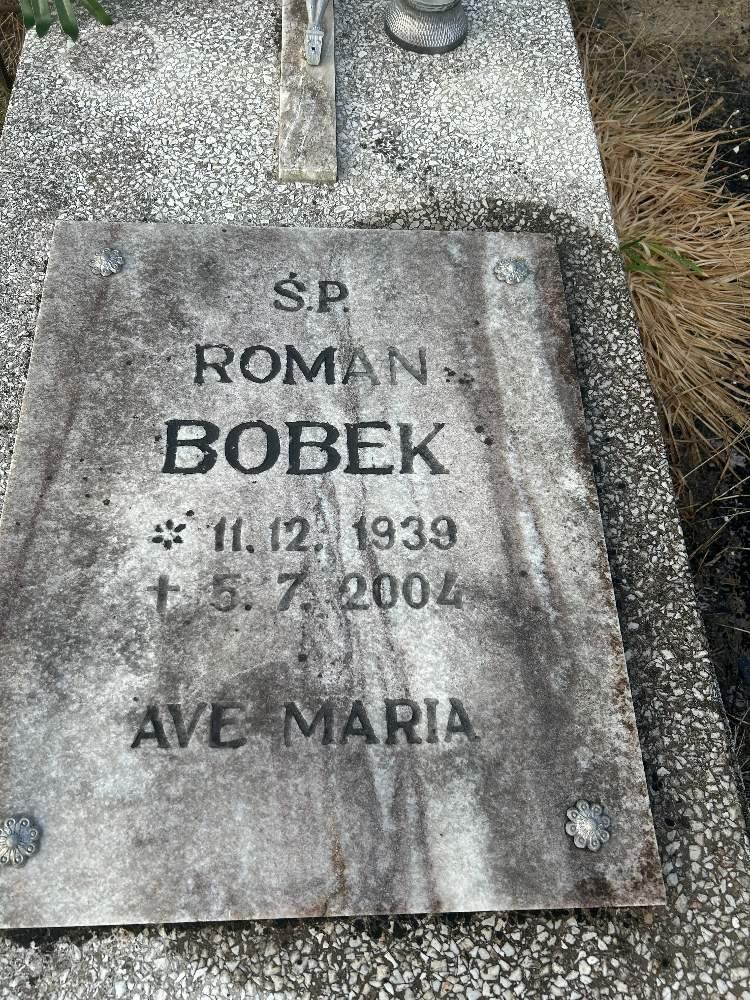 Ś.P.
ROMAN
BOBEK
* 11. 12. 1939
† 5. 7. 2004
AVE MARIA